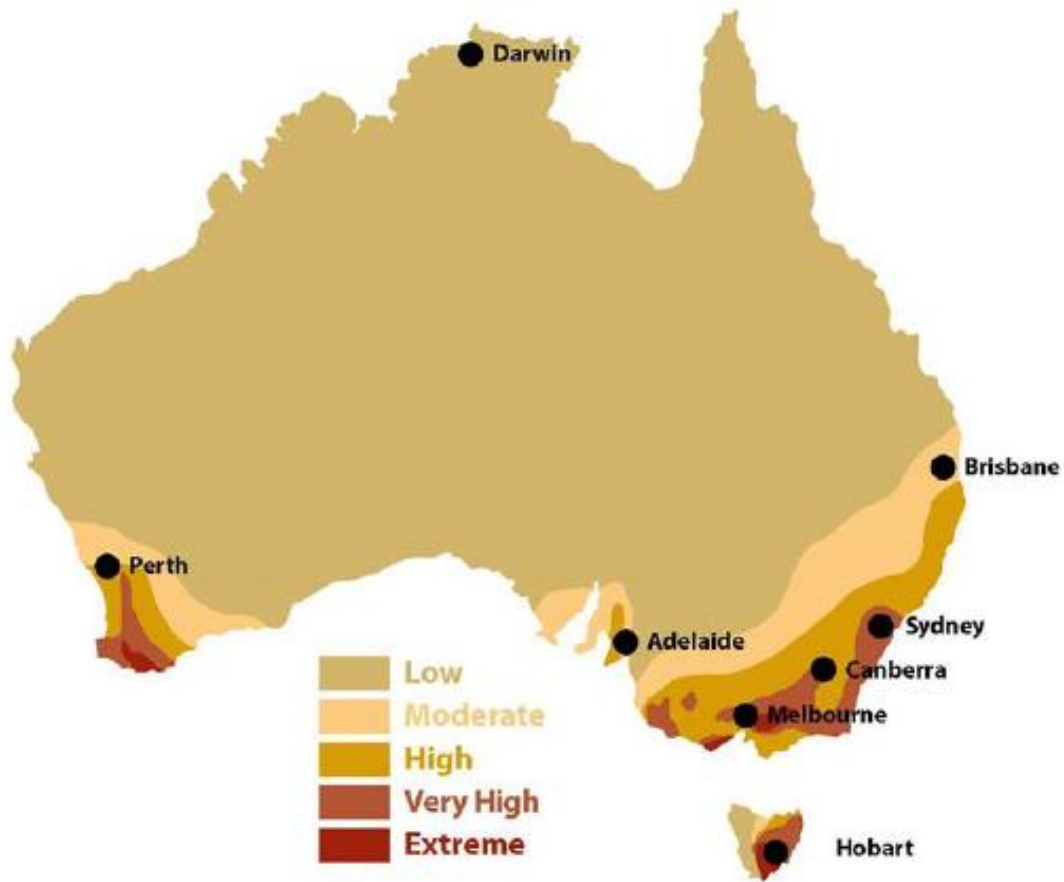 Darwin
Brisbane
Perth
Sydney
Adelaide
Canberra
Melbourne
Low
Moderate
High
Very High
Extreme
Hobart